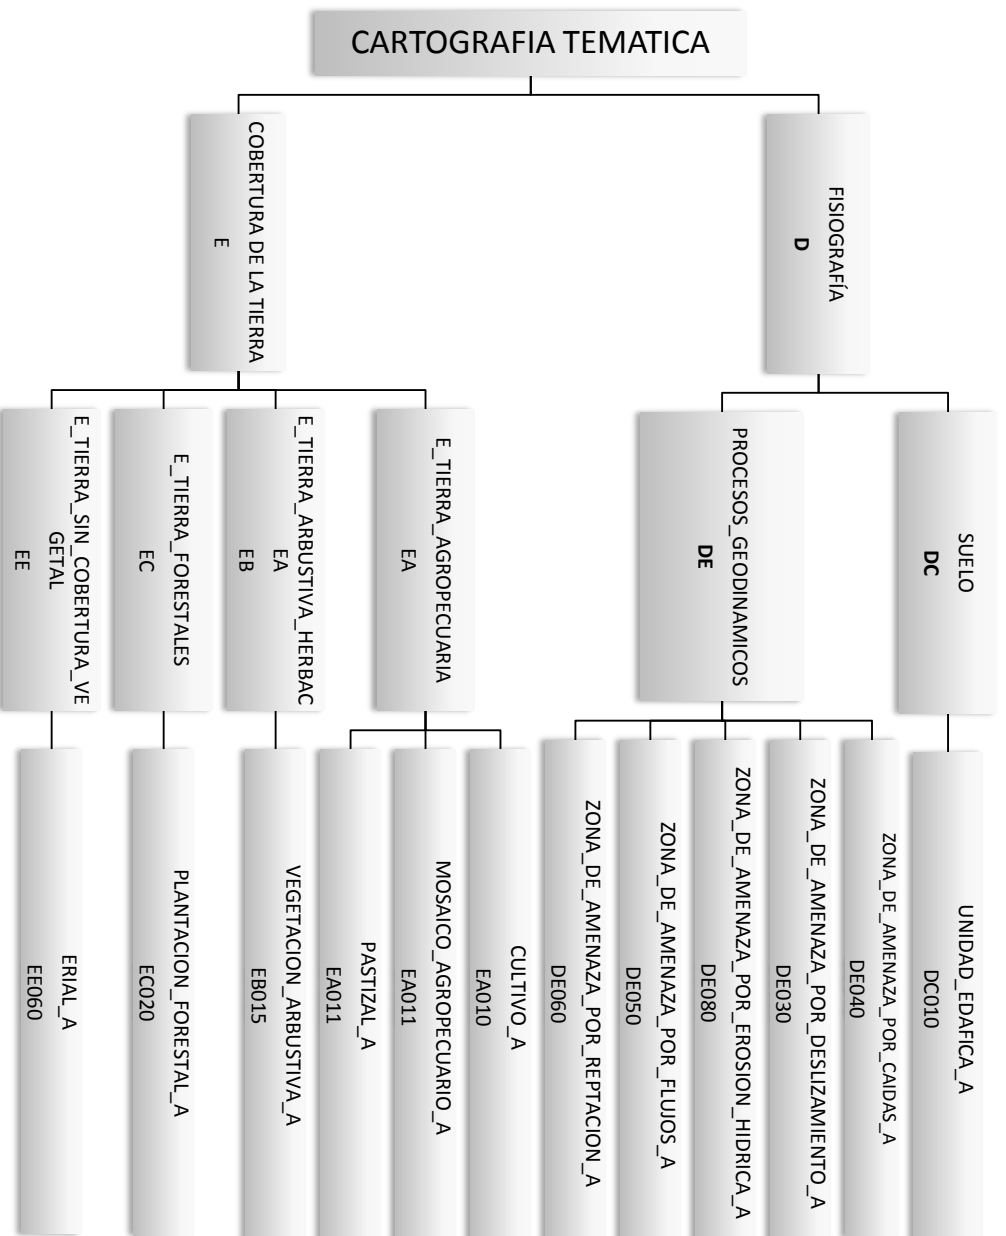 CARTOGRAFIA TEMATICA
FISIOGRAFÍA
D
SUELO
DC
UNIDAD_EDAFICA_A
DC010
PROCESOS_GEODINAMICOS
DE
ZONA_DE_AMENAZA_POR_CAIDAS_A
DE040
ZONA_DE_AMENAZA_POR_DESLIZAMIENTO_A
DE030
ZONA_DE_AMENAZA_POR_EROSION_HIDRICA_A
DE080
ZONA_DE_AMENAZA_POR_FLUJOS_A
DE050
ZONA_DE_AMENAZA_POR_REPTACION_A
DE060
COBERTURA DE LA TIERRA
E
E_TIERRA_AGROPECUARIA
EA
CULTIVO_A
EA010
MOSAICO_AGROPECUARIO_A
EA011
PASTIZAL_A
EA011
E_TIERRA_ARBUSTIVA_HERBAC
EA
EB
VEGETACION_ARBUSTIVA_A
EB015
E_TIERRA_FORESTALES
EC
PLANTACION_FORESTAL_A
EC020
E_TIERRA_SIN_COBERTURA_VE
GETAL
EE
ERIAL_A
EE060